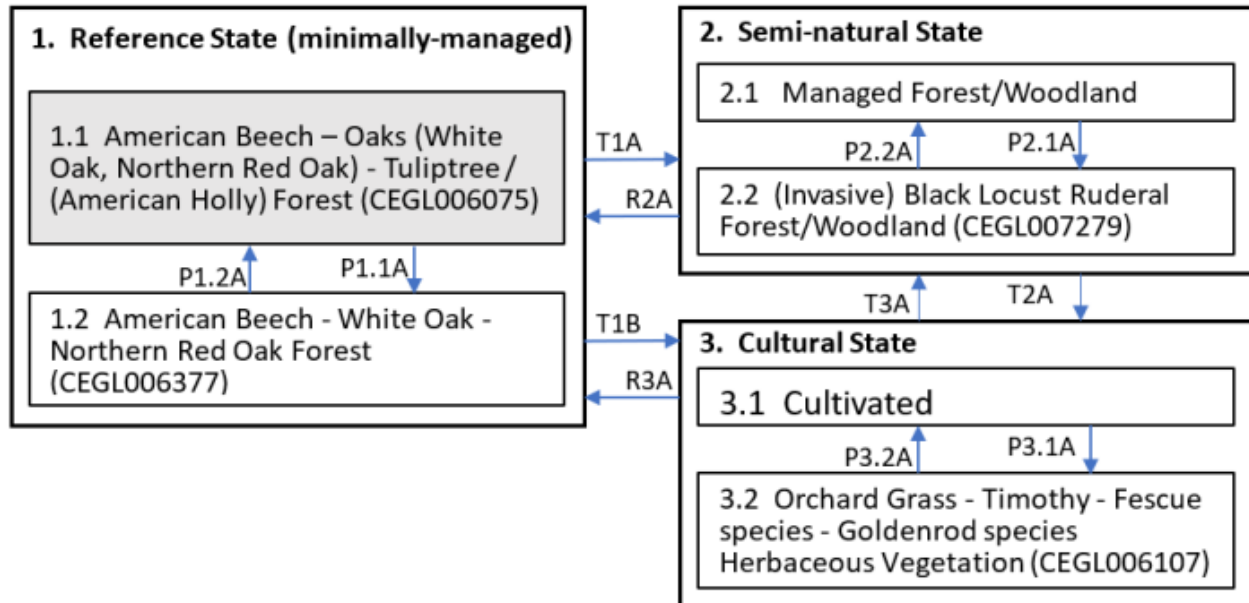 1. Reference State (minimally-managed)
1.1 American Beech – Oaks (White
Oak, Northern Red Oak) - Tuliptree /
(American Holly) Forest (CEGL006075)
P1.2A
P1.1A
1.2 American Beech - White Oak -
Northern Red Oak Forest
(CEGL006377)
T1A
R2A
T1B
R3A
2. Semi-natural State
2.1 Managed Forest/Woodland
P2.2A
P2.1A
2.2 (Invasive) Black Locust Ruderal
Forest/Woodland (CEGL007279)
T3A
T2A
3. Cultural State
3.1 Cultivated
P3.2A
P3.1A
3.2 Orchard Grass - Timothy - Fescue
species - Goldenrod species
Herbaceous Vegetation (CEGL006107)